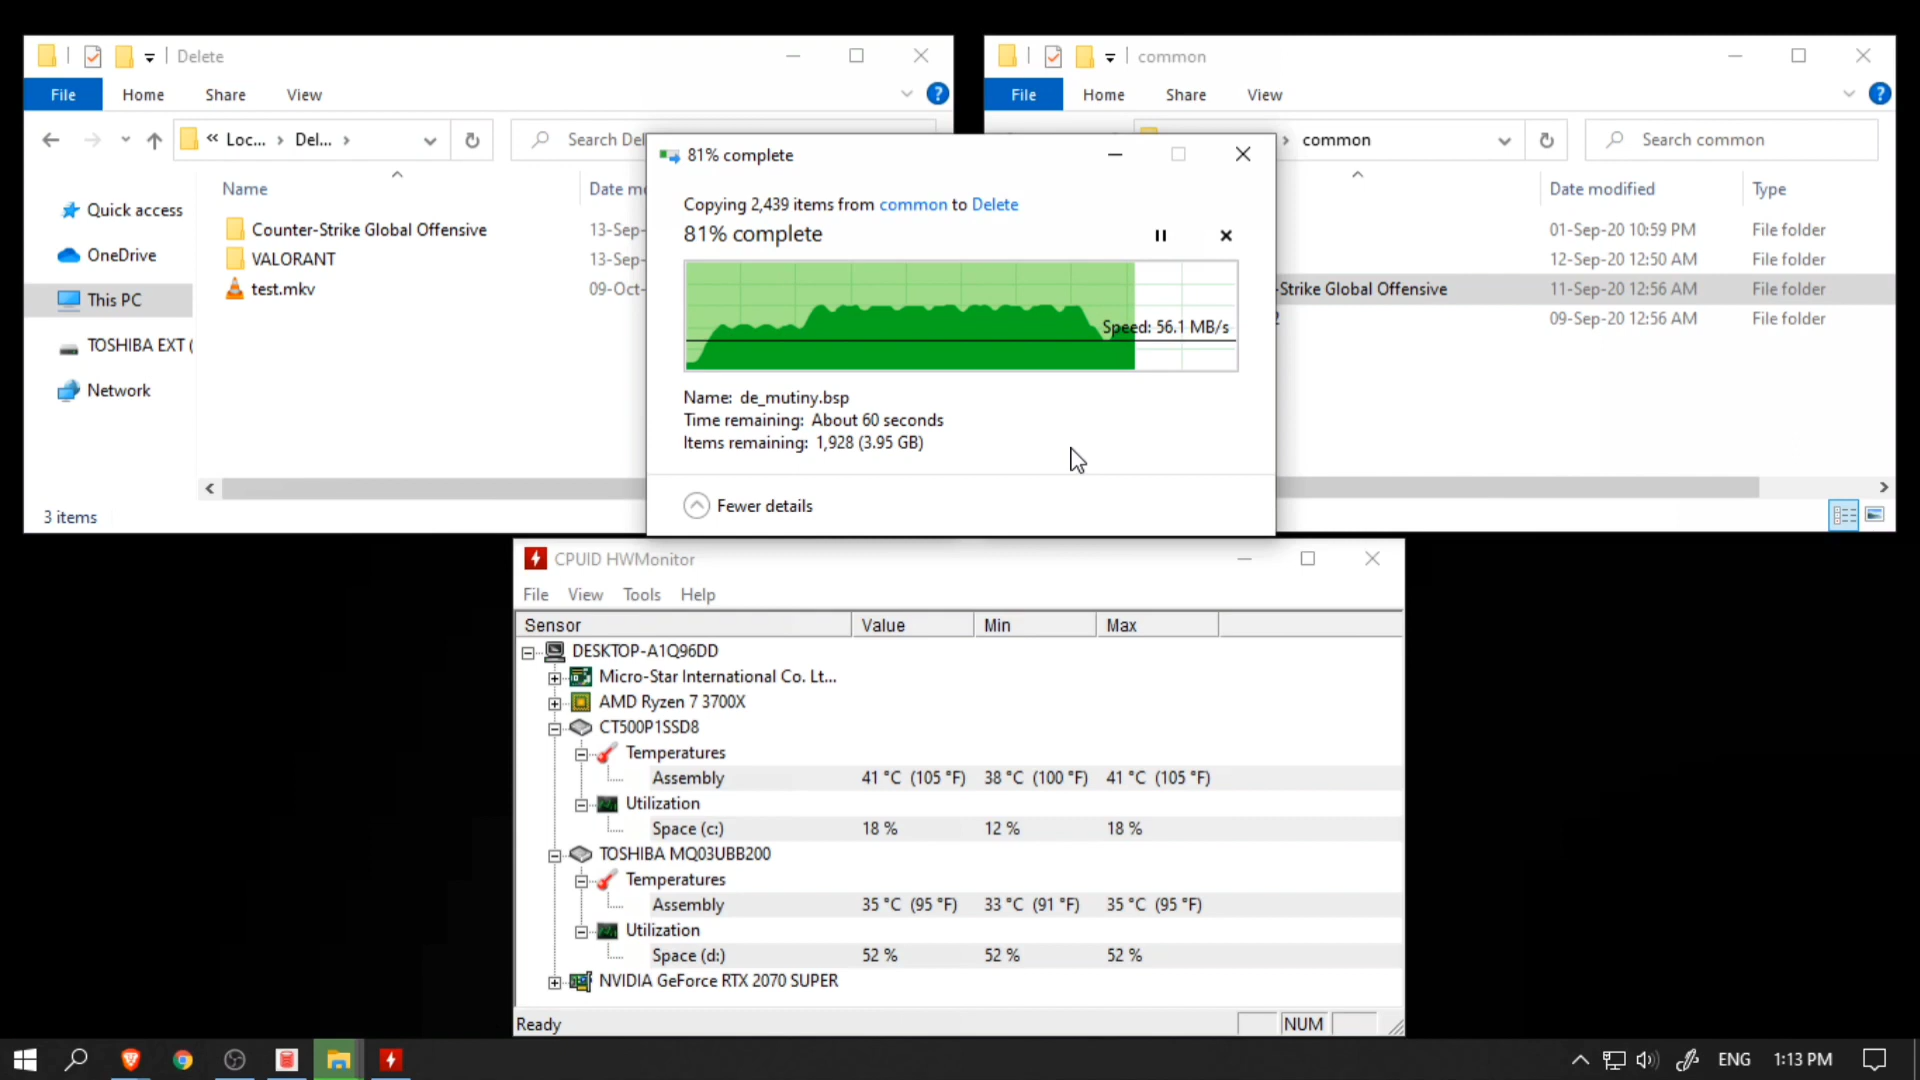 Delete
File Home Share View
« Loc... › Del... ›
Search Del
Name
Date mo
Quick access
OneDrive
This PC
TOSHIBA EXT (
Network
Counter-Strike Global Offensive
13-Sep-
VALORANT
13-Sep-
test.mkv
09-Oct-
3 items
common
File Home Share View
› common
Search common
Date modified Type
01-Sep-20 10:59 PM File folder
12-Sep-20 12:50 AM File folder
-Strike Global Offensive 11-Sep-20 12:56 AM File folder
2 09-Sep-20 12:56 AM File folder
81% complete
Copying 2,439 items from common to Delete
81% complete
Speed: 56.1 MB/s
Name: de_mutiny.bsp
Time remaining: About 60 seconds
Items remaining: 1,928 (3.95 GB)
Fewer details
CPUID HWMonitor
File View Tools Help
Sensor Value Min Max
DESKTOP-A1Q96DD
Micro-Star International Co. Lt...
AMD Ryzen 7 3700X
CT500P1SSD8
Temperatures
Assembly 41 °C (105 °F) 38 °C (100 °F) 41 °C (105 °F)
Utilization
Space (c:) 18 % 12 % 18 %
TOSHIBA MQ03UBB200
Temperatures
Assembly 35 °C (95 °F) 33 °C (91 °F) 35 °C (95 °F)
Utilization
Space (d:) 52 % 52 % 52 %
NVIDIA GeForce RTX 2070 SUPER
Ready NUM
ENG 1:13 PM